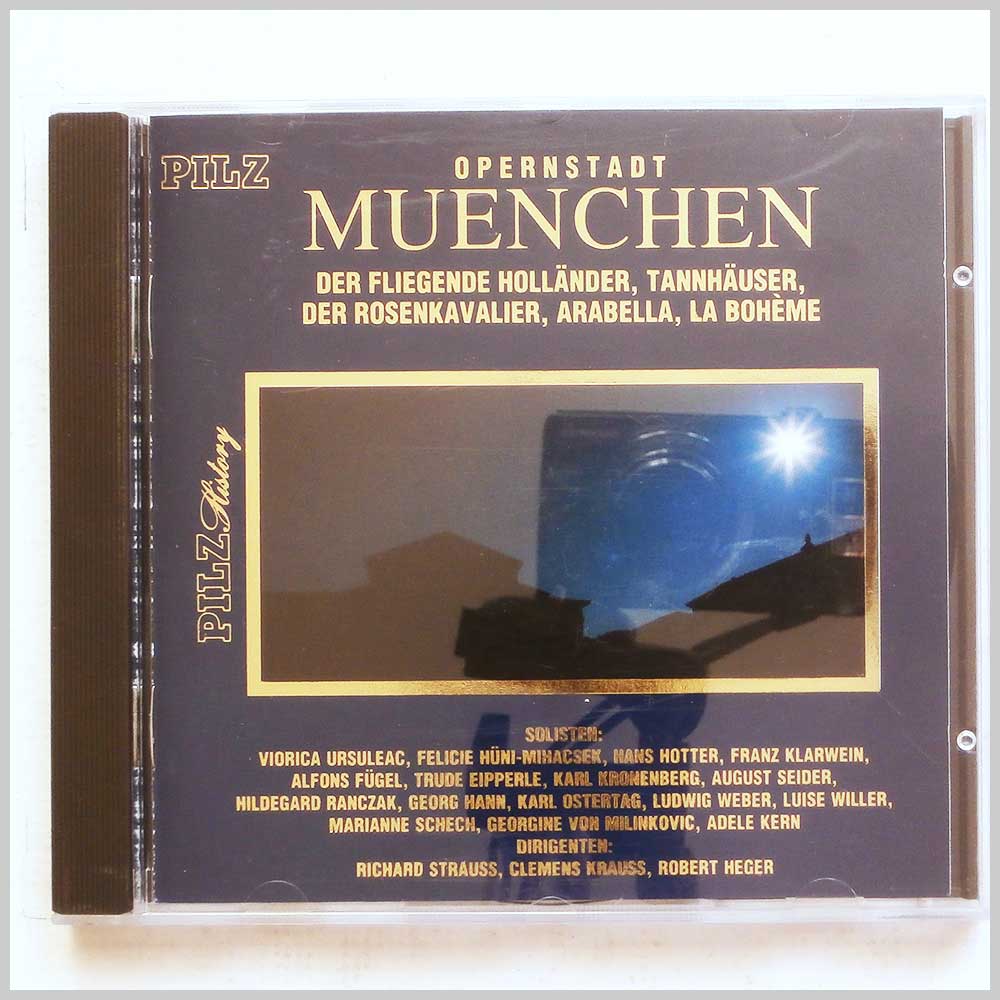 PILZ
OPERNSTADT
MUENCHEN
DER FLIEGENDE HOLLÄNDER, TANNHÄUSER,
DER ROSENKAVALIER, ARABELLA, LA BOHÈME
PILZ History
SOLISTEN:
VIORICA URSULEAC, FELICIE HÜNI-MIHACSEK, HANS HOTTER, FRANZ KLARWEIN,
ALFONS FÜGEL, TRUDE EIPPERLE, KARL KRONENBERG, AUGUST SEIDER,
HILDEGARD RANCZAK, GEORG HANN, KARL OSTERTAG, LUDWIG WEBER, LUISE WILLER,
MARIANNE SCHECH, GEORGINE VON MILINKOVIC, ADELE KERN
DIRIGENTEN:
RICHARD STRAUSS, CLEMENS KRAUSS, ROBERT HEGER